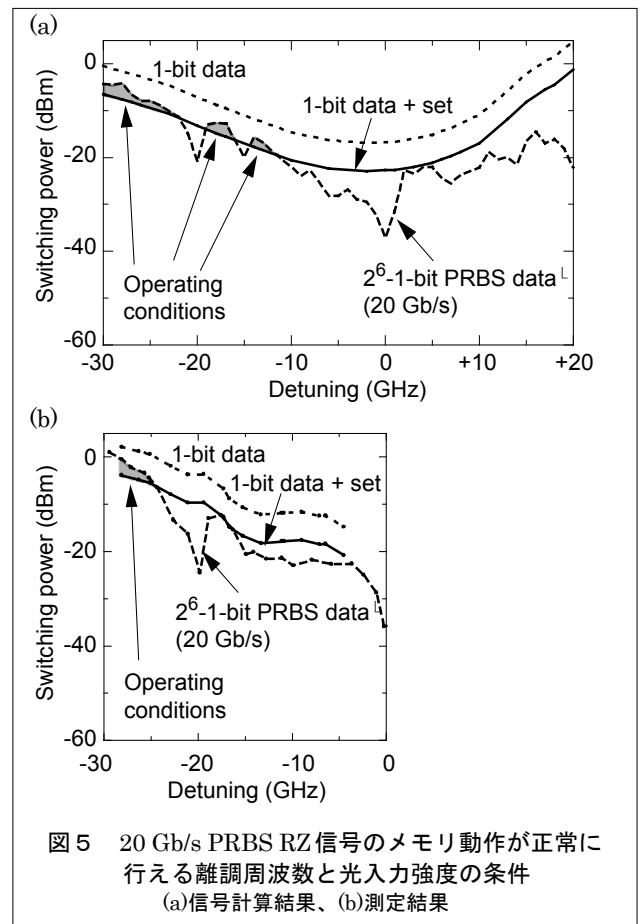 (a)
0
-20
-40
-60
Switching power (dBm)
1-bit data
1-bit data + set
Operating
conditions
2⁶-1-bit PRBS data└
(20 Gb/s)
-30
-20
-10
0
+10
+20
Detuning (GHz)
(b)
0
-20
-40
-60
Switching power (dBm)
1-bit data
1-bit data + set
2⁶-1-bit PRBS data└
(20 Gb/s)
Operating
conditions
-30
-20
-10
0
Detuning (GHz)
図5 20 Gb/s PRBS RZ信号のメモリ動作が正常に
行える離調周波数と光入力強度の条件
(a)信号計算結果、(b)測定結果